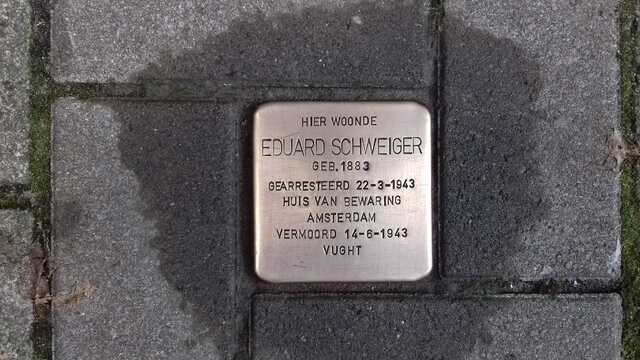 HIER WOONDE
EDUARD SCHWEIGER
GEB.1883
GEARRESTEERD 22-3-1943
HUIS VAN BEWARING
AMSTERDAM
VERMOORD 14-6-1943
VUGHT